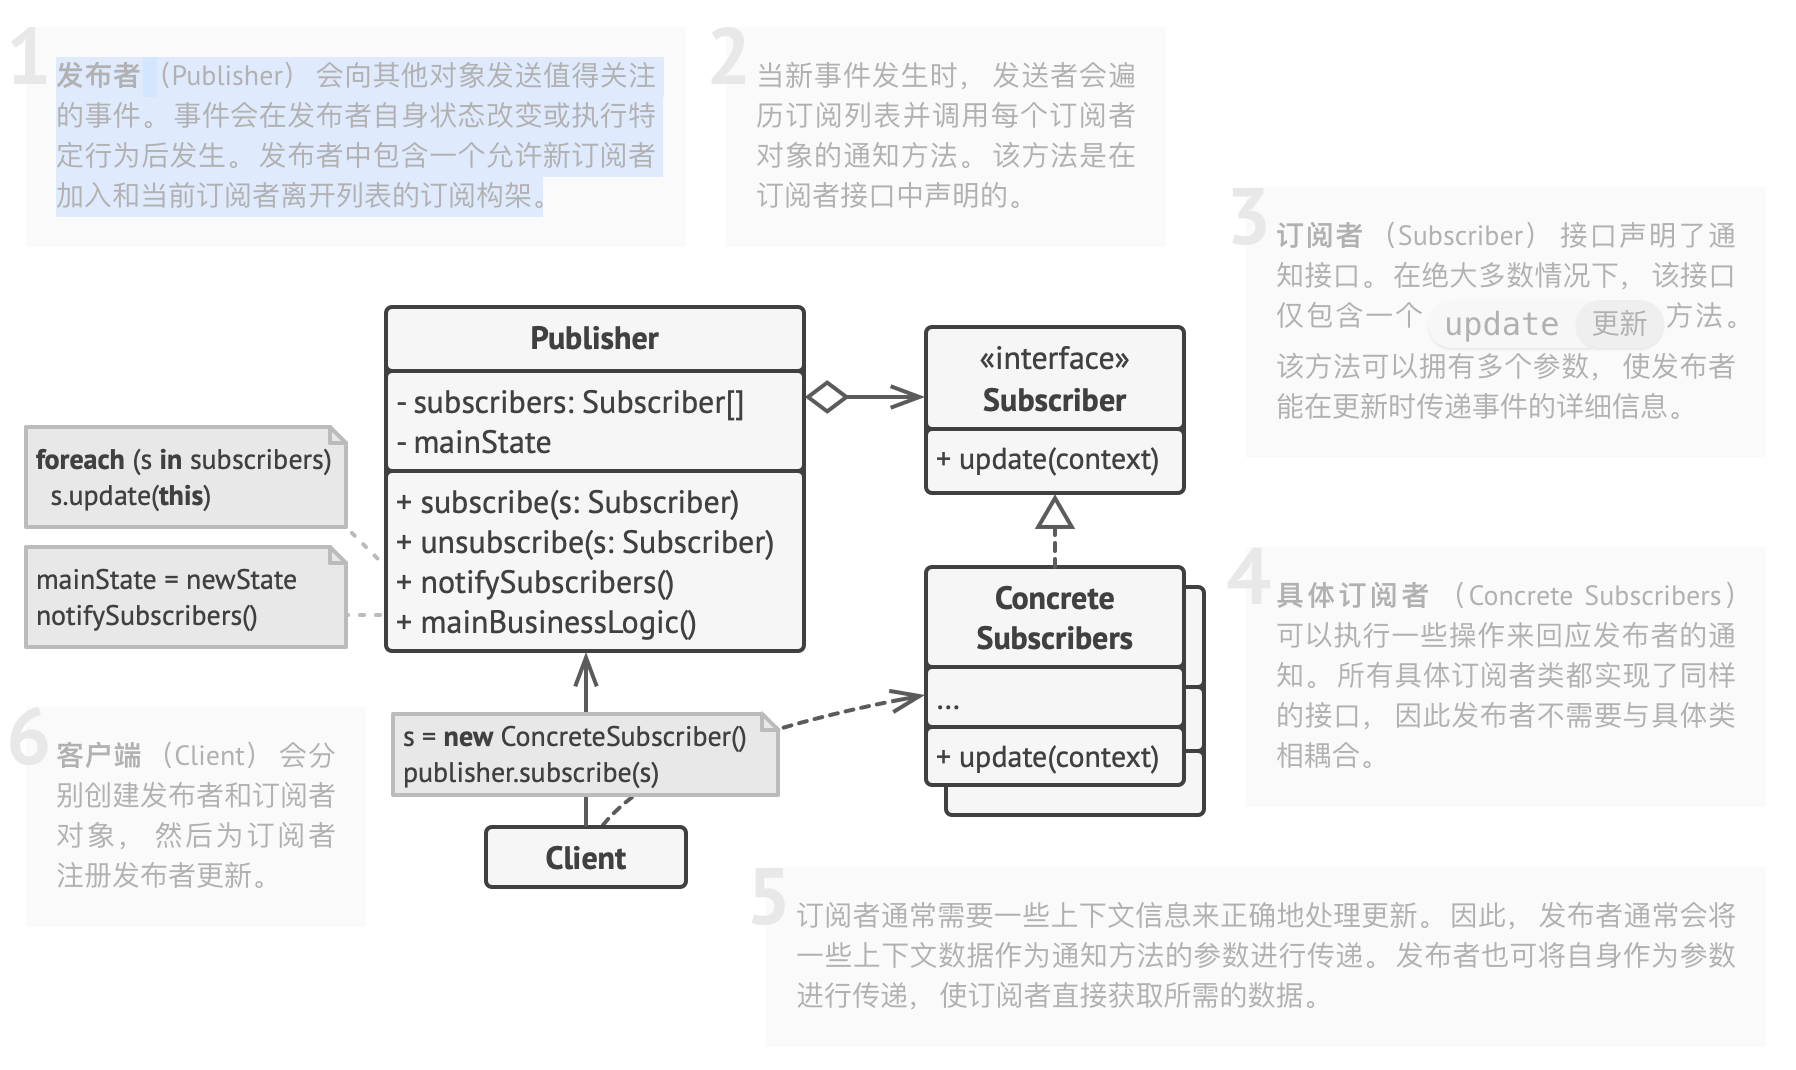 1
发布者 （Publisher） 会向其他对象发送值得关注
的事件。 事件会在发布者自身状态改变或执行特
定行为后发生。 发布者中包含一个允许新订阅者
加入和当前订阅者离开列表的订阅构架。
2
当新事件发生时， 发送者会遍
历订阅列表并调用每个订阅者
对象的通知方法。 该方法是在
订阅者接口中声明的。
3
订阅者 （Subscriber） 接口声明了通
知接口。 在绝大多数情况下， 该接口
仅包含一个 update 更新 方法。
该方法可以拥有多个参数， 使发布者
能在更新时传递事件的详细信息。
Publisher
- subscribers: Subscriber[]
- mainState
+ subscribe(s: Subscriber)
+ unsubscribe(s: Subscriber)
+ notifySubscribers()
+ mainBusinessLogic()
«interface»
Subscriber
+ update(context)
foreach (s in subscribers)
s.update(this)
mainState = newState
notifySubscribers()
Concrete
Subscribers
...
+ update(context)
4
具体订阅者 （Concrete Subscribers）
可以执行一些操作来回应发布者的通
知。 所有具体订阅者类都实现了同样
的接口， 因此发布者不需要与具体类
相耦合。
s = new ConcreteSubscriber()
publisher.subscribe(s)
Client
6
客户端 （Client） 会分
别创建发布者和订阅者
对象， 然后为订阅者
注册发布者更新。
5
订阅者通常需要一些上下文信息来正确地处理更新。 因此， 发布者通常会将
一些上下文数据作为通知方法的参数进行传递。 发布者也可将自身作为参数
进行传递， 使订阅者直接获取所需的数据。